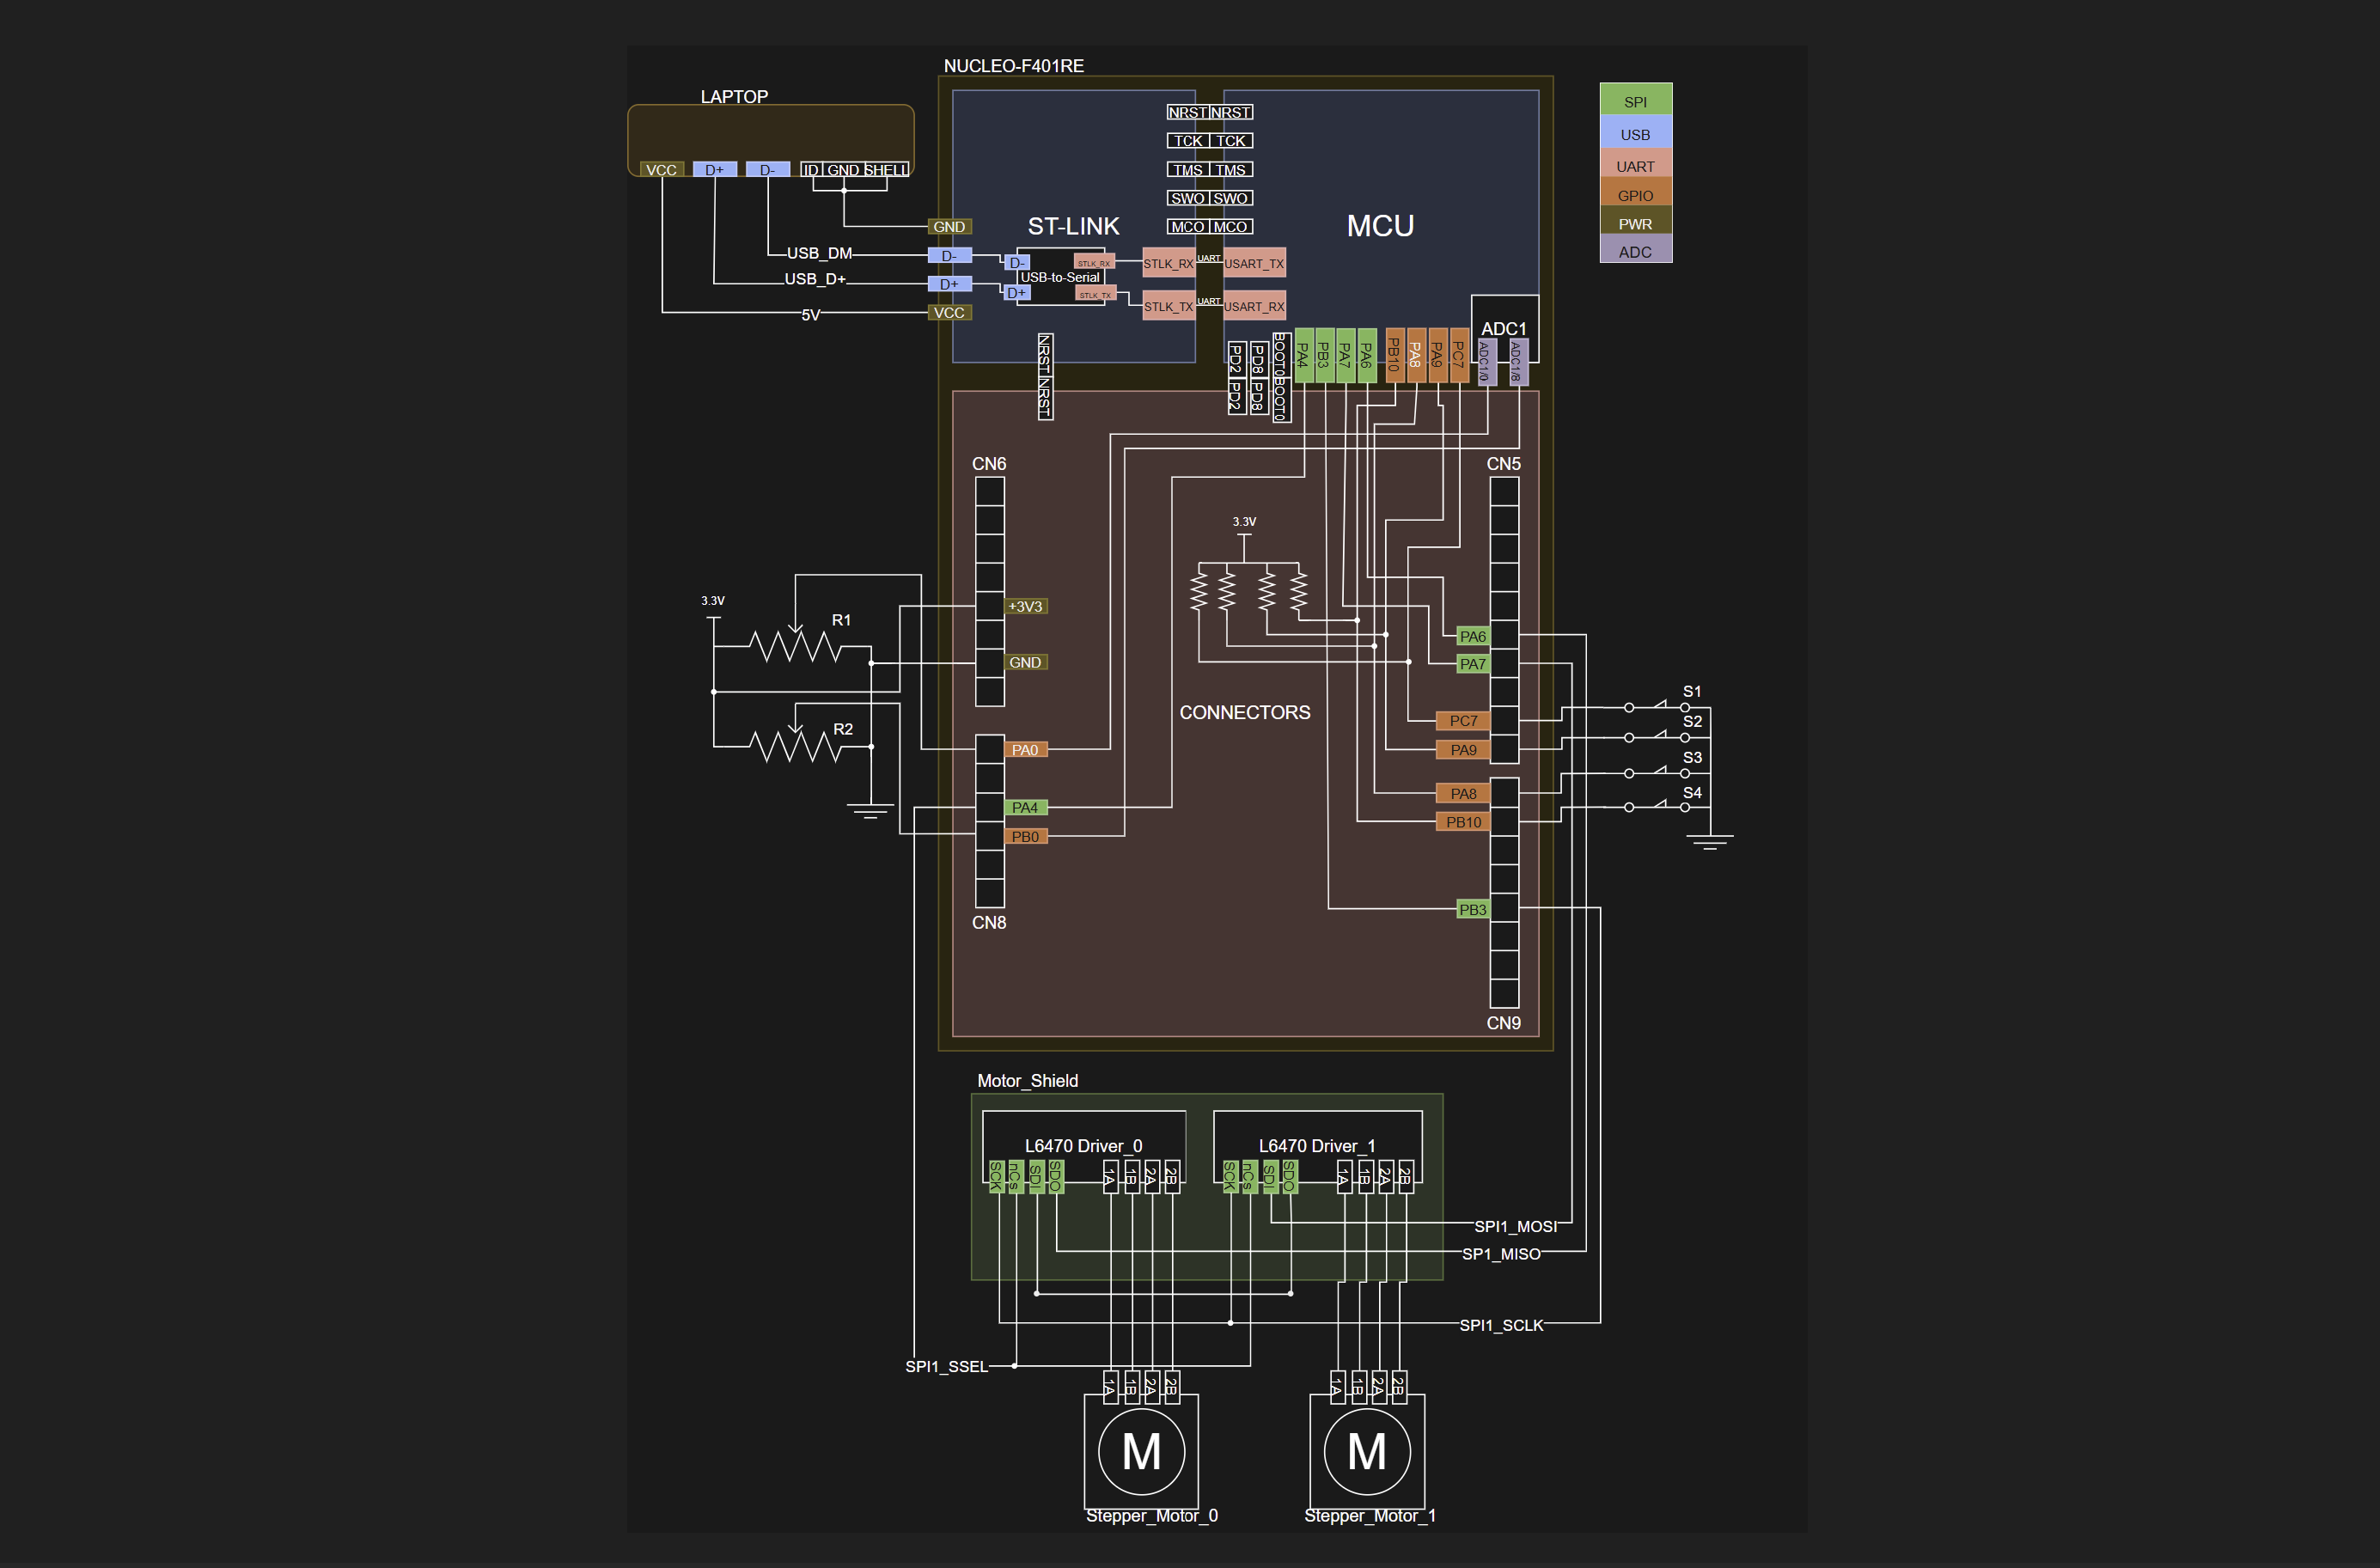 NUCLEO-F401RE
LAPTOP
VCC D+ D- ID GND SHELL
NRST NRST
TCK TCK
TMS TMS
SWO SWO
MCO MCO
ST-LINK
MCU
SPI
USB
UART
GPIO
PWR
ADC
GND
USB_DM
D-
USB_D+
D+
5V
VCC
D-
STLK_RX
USB-to-Serial
D+
STLK_TX
STLK_RX UART USART_TX
STLK_TX UART USART_RX
ADC1
NRST
NRST
PD2 PD8 BOOT0
PD2 PD8 BOOT0
PA4 PB3 PA7 PA6 PB10 PA8 PA9 PC7 ADC1/0 ADC1/8
CN6
CN5
3.3V
3.3V
+3V3
R1
PA6
GND
PA7
CONNECTORS
R2
PC7
PA0
PA9
PA8
PA4
PB10
PB0
PB3
CN8
CN9
S1
S2
S3
S4
Motor_Shield
L6470 Driver_0
L6470 Driver_1
SCK nCs SDI SDO 1A 1B 2A 2B
SCK nCs SDI SDO 1A 1B 2A 2B
SPI1_MOSI
SP1_MISO
SPI1_SCLK
SPI1_SSEL
1A 1B 2A 2B
1A 1B 2A 2B
M
M
Stepper_Motor_0
Stepper_Motor_1